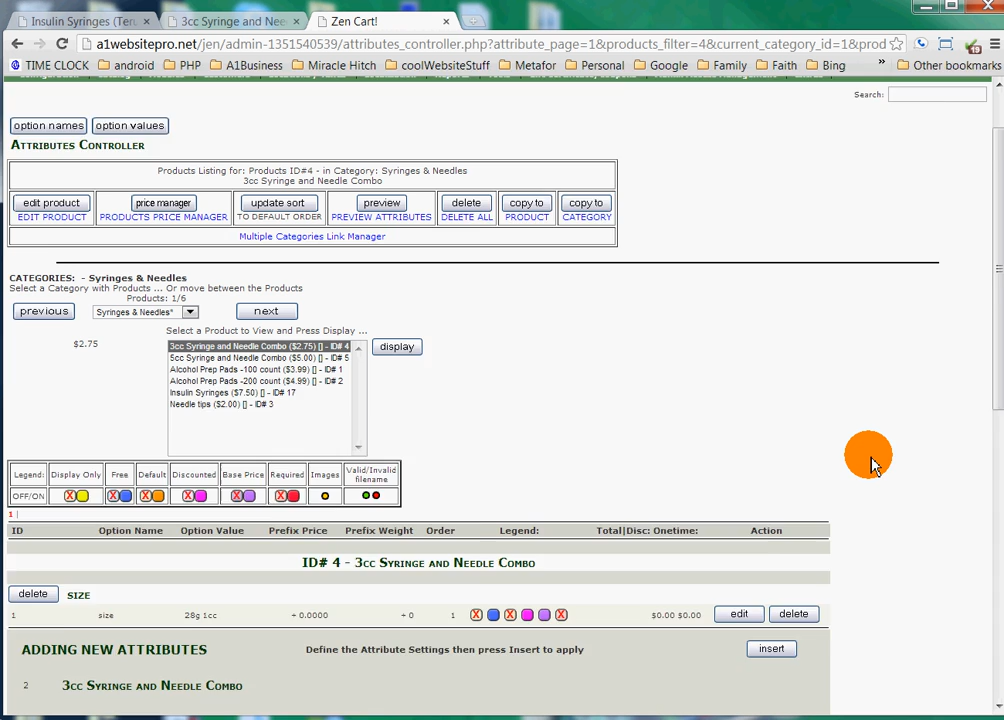 Insulin Syringes (Teru × 3cc Syringe and Nee × Zen Cart! ×
a1websitepro.net/jen/admin-1351540539/attributes_controller.php?attribute_page=1&products_filter=4&current_category_id=1&prod
TIME CLOCK android PHP A1Business Miracle Hitch coolWebsiteStuff Metafor Personal Google Family Faith Bing » Other bookmarks
Search:
option names option values
ATTRIBUTES CONTROLLER
Products Listing for: Products ID#4 - in Category: Syringes & Needles
3cc Syringe and Needle Combo
edit product price manager update sort preview delete copy to copy to
EDIT PRODUCT PRODUCTS PRICE MANAGER TO DEFAULT ORDER PREVIEW ATTRIBUTES DELETE ALL PRODUCT CATEGORY
Multiple Categories Link Manager
CATEGORIES: - Syringes & Needles
Select a Category with Products ... Or move between the Products
Products: 1/6
previous Syringes & Needles* next
Select a Product to View and Press Display ...
$2.75
3cc Syringe and Needle Combo ($2.75) [] - ID# 4 display
5cc Syringe and Needle Combo ($5.00) [] - ID# 5
Alcohol Prep Pads -100 count ($3.99) [] - ID# 1
Alcohol Prep Pads -200 count ($4.99) [] - ID# 2
Insulin Syringes ($7.50) [] - ID# 17
Needle tips ($2.00) [] - ID# 3
Legend: Display Only Free Default Discounted Base Price Required Images Valid/Invalid
filename
OFF/ON X X X X X X
1 |
ID Option Name Option Value Prefix Price Prefix Weight Order Legend: Total|Disc: Onetime: Action
ID# 4 - 3CC SYRINGE AND NEEDLE COMBO
delete SIZE
1 size 28g 1cc + 0.0000 + 0 1 X X X $0.00 $0.00 edit delete
ADDING NEW ATTRIBUTES Define the Attribute Settings then press Insert to apply insert
2 3CC SYRINGE AND NEEDLE COMBO